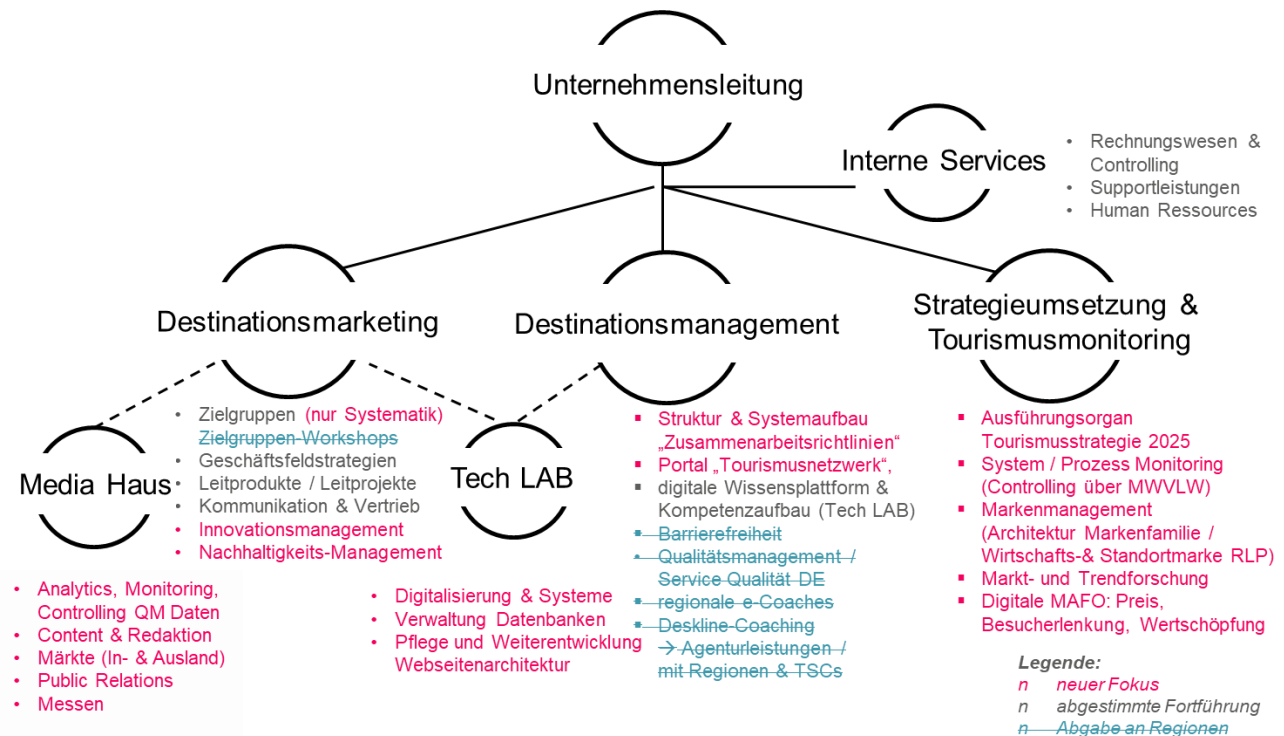 Unternehmensleitung
Interne Services
• Rechnungswesen &
Controlling
• Supportleistungen
• Human Ressources
Destinationsmarketing
Destinationsmanagement
Strategieumsetzung &
Tourismusmonitoring
Media Haus
• Zielgruppen (nur Systematik)
Zielgruppen-Workshops
• Geschäftsfeldstrategien
• Leitprodukte / Leitprojekte
• Kommunikation & Vertrieb
• Innovationsmanagement
• Nachhaltigkeits-Management
Tech LAB
▪ Struktur & Systemaufbau
„Zusammenarbeitsrichtlinien“
▪ Portal „Tourismusnetzwerk“,
▪ digitale Wissensplattform &
Kompetenzaufbau (Tech LAB)
▪ Barrierefreiheit
• Qualitätsmanagement /
Service Qualität DE
▪ regionale e-Coaches
▪ Deskline-Coaching
→ Agenturleistungen /
mit Regionen & TSCs
▪ Ausführungsorgan
Tourismusstrategie 2025
▪ System / Prozess Monitoring
(Controlling über MWVLW)
▪ Markenmanagement
(Architektur Markenfamilie /
Wirtschafts-& Standortmarke RLP)
▪ Markt- und Trendforschung
▪ Digitale MAFO: Preis,
Besucherlenkung, Wertschöpfung
• Analytics, Monitoring,
Controlling QM Daten
• Content & Redaktion
• Märkte (In- & Ausland)
• Public Relations
• Messen
• Digitalisierung & Systeme
• Verwaltung Datenbanken
• Pflege und Weiterentwicklung
Webseitenarchitektur
Legende:
n neuer Fokus
n abgestimmte Fortführung
n Abgabe an Regionen